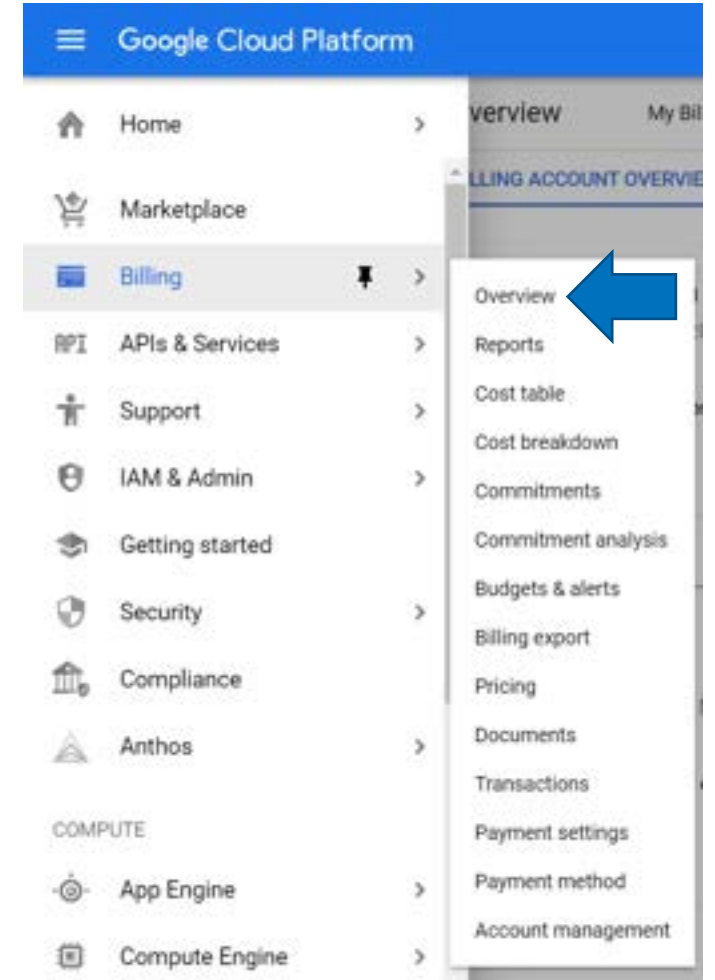 Google Cloud Platform
Home
verview My Bil
Marketplace
LLING ACCOUNT OVERVIE
Billing
API APIs & Services
Support
IAM & Admin
Getting started
Security
Compliance
Anthos
COMPUTE
App Engine
Compute Engine
Overview
Reports
Cost table
Cost breakdown
Commitments
Commitment analysis
Budgets & alerts
Billing export
Pricing
Documents
Transactions
Payment settings
Payment method
Account management